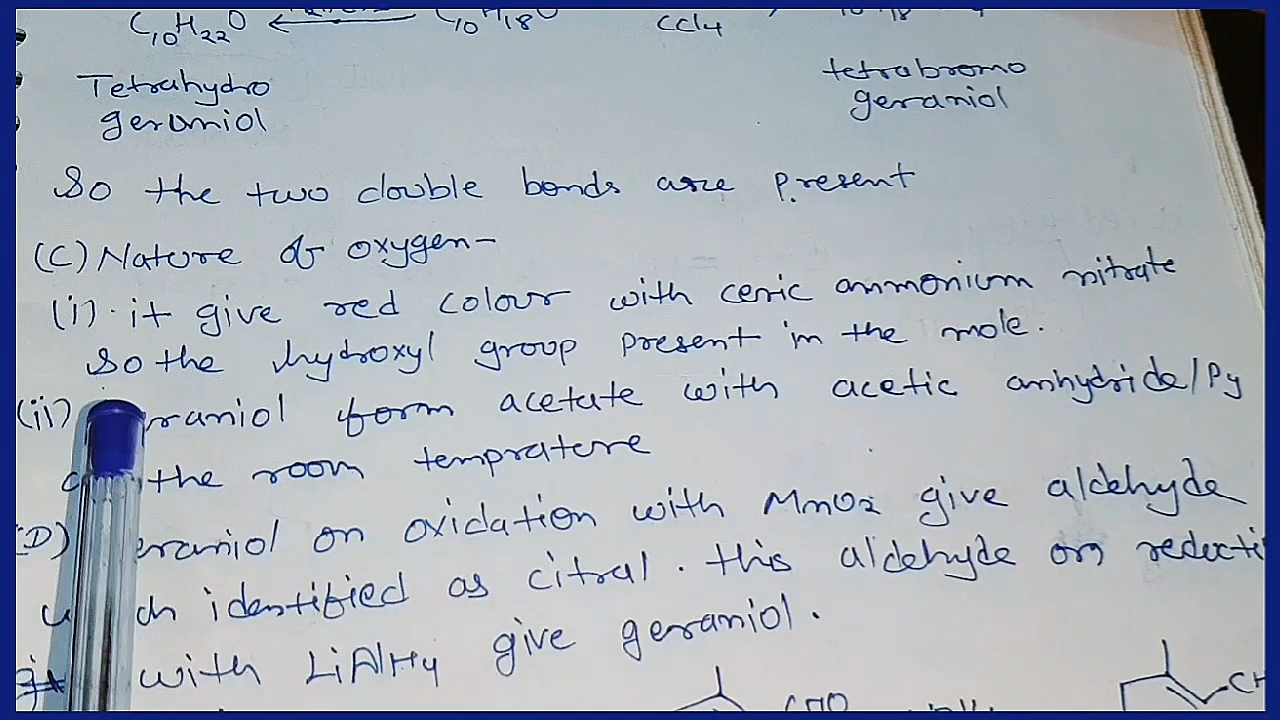 C10H22O ⟵ C10H18O CCl4
Tetrahydro tetrabromo
geraniol geraniol
So the two double bonds are present
(C) Nature of oxygen-
(i). it give red colour with ceric ammonium nitrate
So the hydroxyl group present in the mole.
(ii) raniol form acetate with acetic anhydride/Py
the room temprature
(D) eraniol on oxidation with MnO2 give aldehyde
ch identified as citral. this aldehyde on reducti
with LiAlH4 give geraniol.
CHO CH